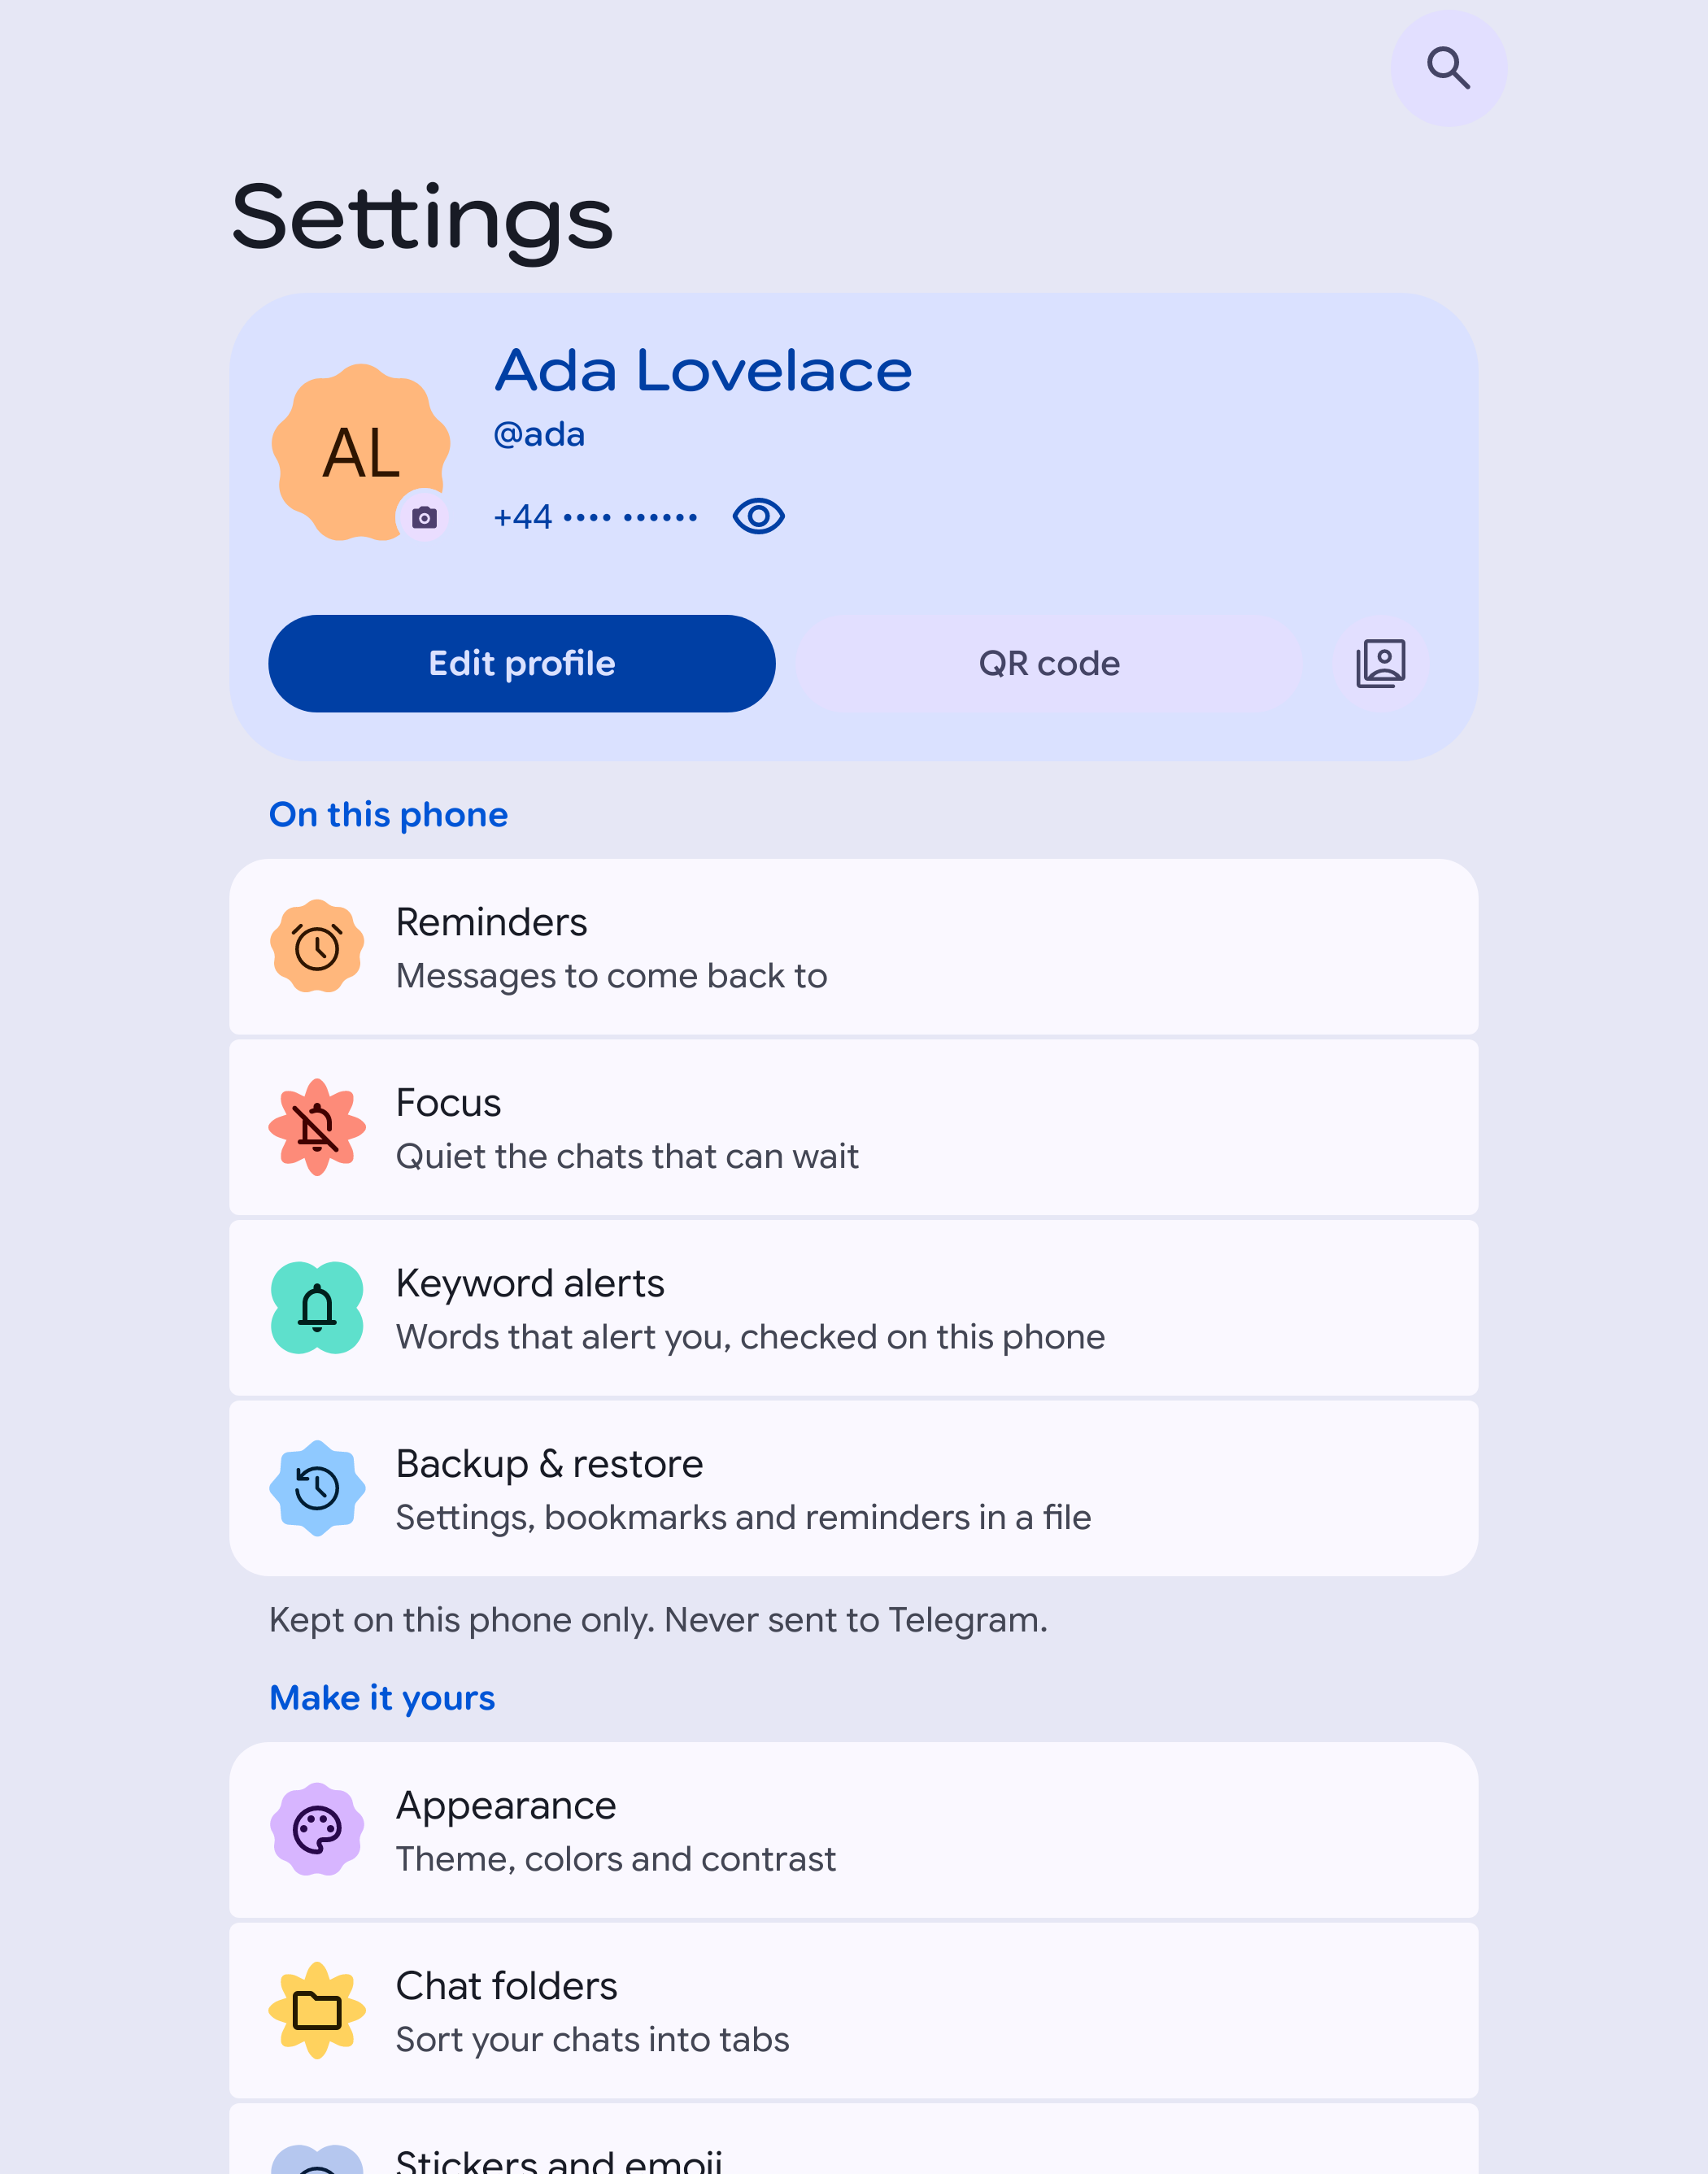 Settings
AL
Ada Lovelace
@ada
+44 •••• ••••••
Edit profile
QR code
On this phone
Reminders
Messages to come back to
Focus
Quiet the chats that can wait
Keyword alerts
Words that alert you, checked on this phone
Backup & restore
Settings, bookmarks and reminders in a file
Kept on this phone only. Never sent to Telegram.
Make it yours
Appearance
Theme, colors and contrast
Chat folders
Sort your chats into tabs
Stickers and emoji